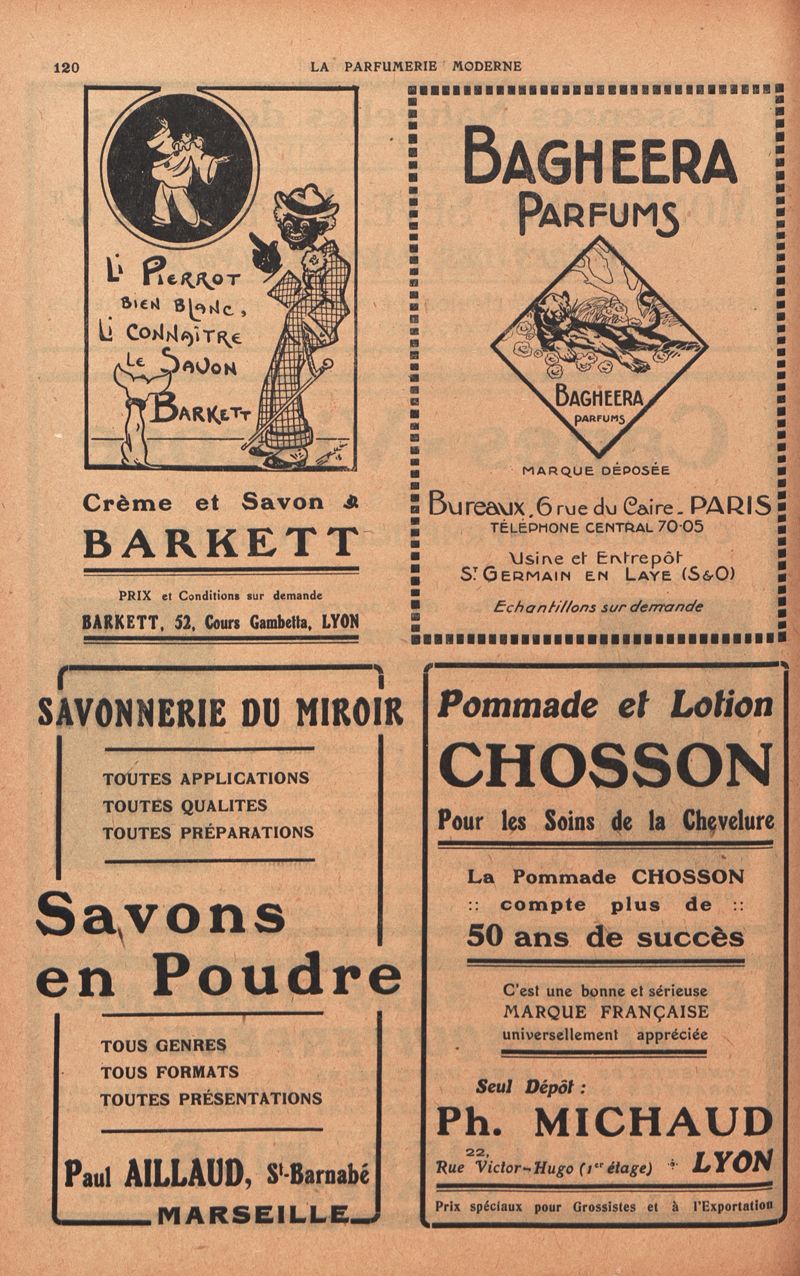 120
LA PARFUMERIE MODERNE
Li PIERROT
BIEN BLANC,
Li CONNAÎTRE
LE SAVON
BARKETT
Crème et Savon
BARKETT
PRIX et Conditions sur demande
BARKETT, 52, Cours Gambetta, LYON
BAGHEERA
PARFUMS
BAGHEERA
PARFUMS
MARQUE DÉPOSÉE
Bureaux, 6 rue du Caire - PARIS
TÉLÉPHONE CENTRAL 70-05
Usine et Entrepôt
ST GERMAIN EN LAYE (S&O)
Echantillons sur demande
SAVONNERIE DU MIROIR
TOUTES APPLICATIONS
TOUTES QUALITES
TOUTES PRÉPARATIONS
Savons
en Poudre
TOUS GENRES
TOUS FORMATS
TOUTES PRÉSENTATIONS
Paul AILLAUD, St-Barnabé
MARSEILLE
Pommade et Lotion
CHOSSON
Pour les Soins de la Chevelure
La Pommade CHOSSON
:: compte plus de ::
50 ans de succès
C'est une bonne et sérieuse
MARQUE FRANÇAISE
universellement appréciée
Seul Dépôt :
Ph. MICHAUD
22,
Rue Victor-Hugo (1er étage) LYON
Prix spéciaux pour Grossistes et à l'Exportation